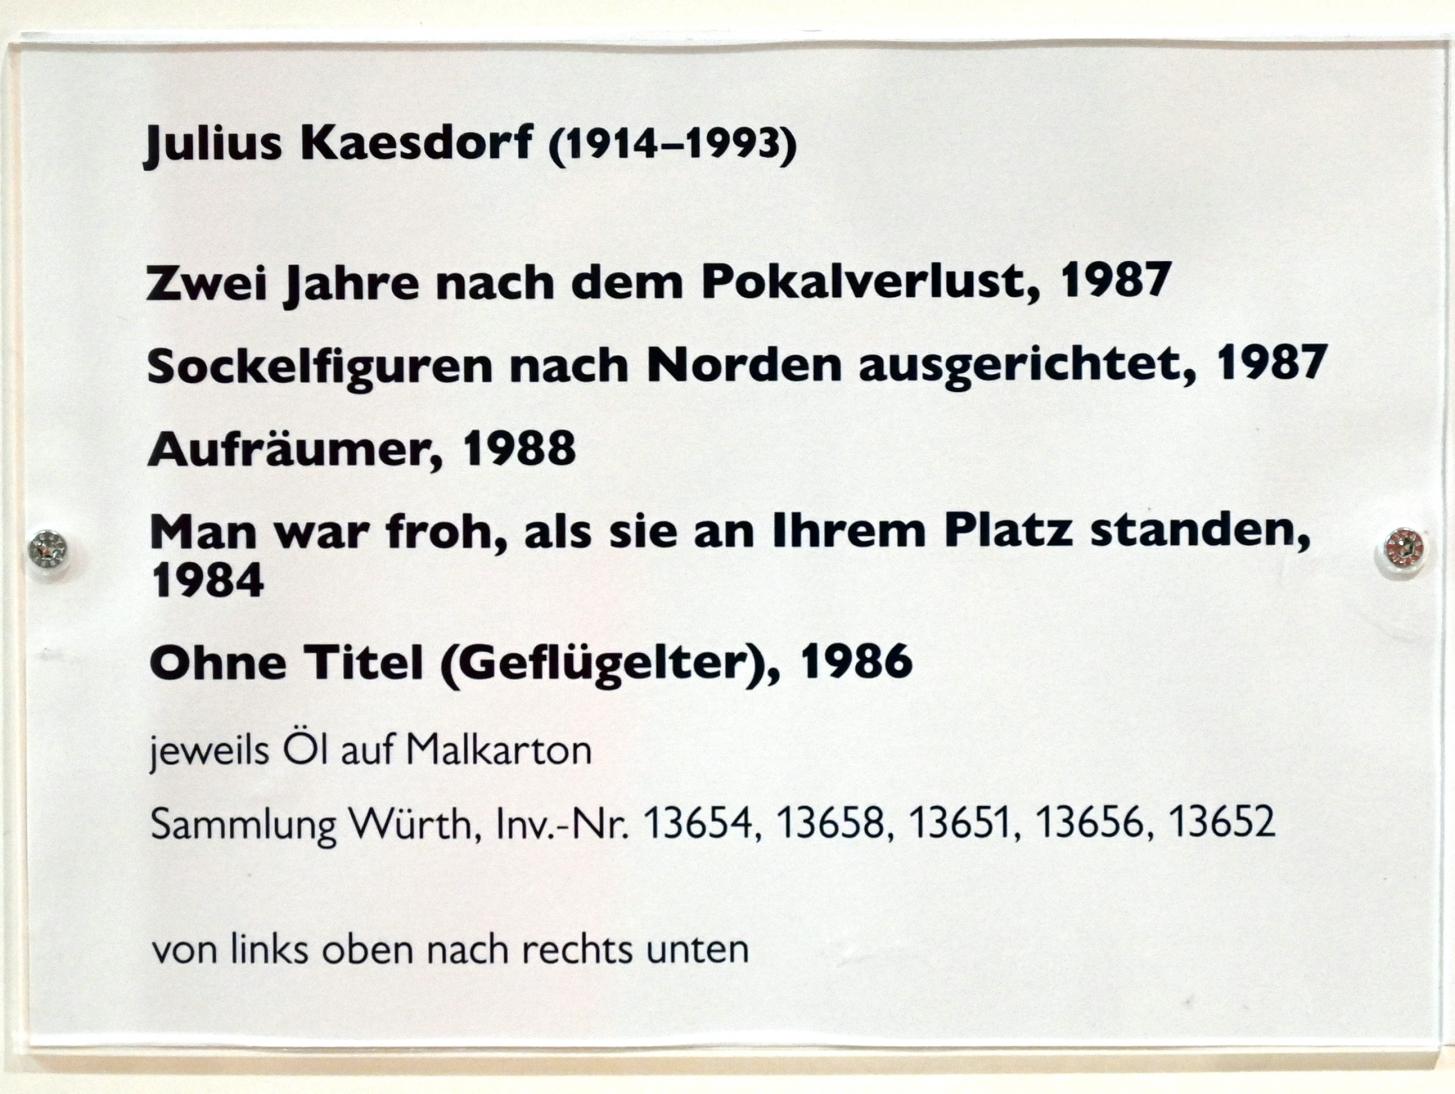 Julius Kaesdorf (1914–1993)
Zwei Jahre nach dem Pokalverlust, 1987
Sockelfiguren nach Norden ausgerichtet, 1987
Aufräumer, 1988
Man war froh, als sie an Ihrem Platz standen,
1984
Ohne Titel (Geflügelter), 1986
jeweils Öl auf Malkarton
Sammlung Würth, Inv.-Nr. 13654, 13658, 13651, 13656, 13652
von links oben nach rechts unten